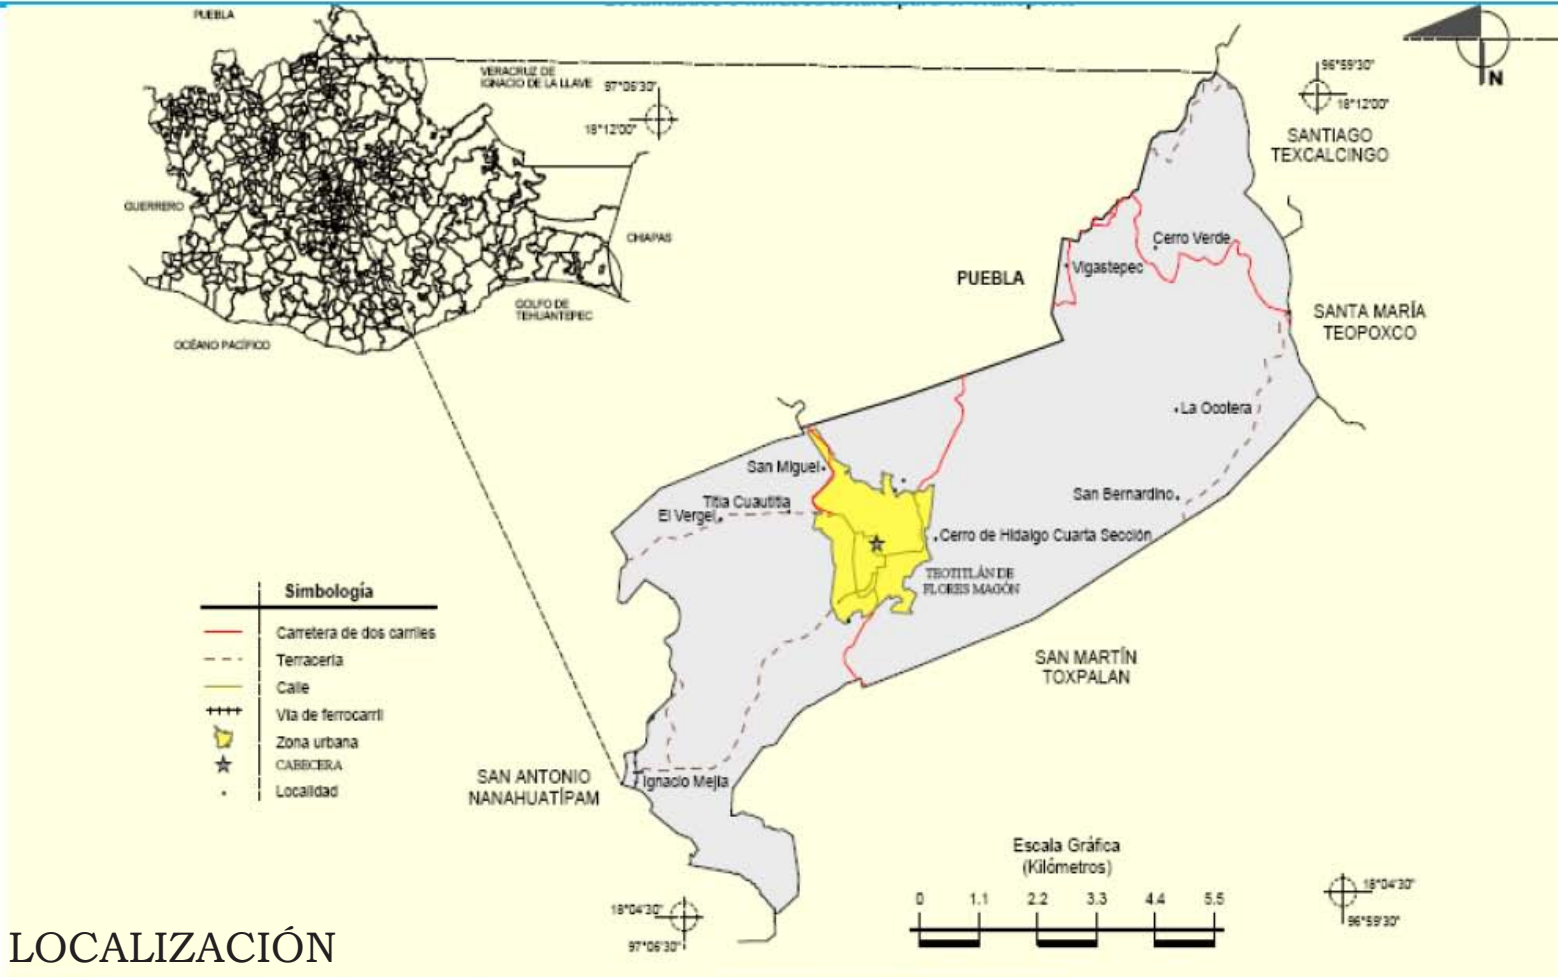 PUEBLA
VERACRUZ DE
IGNACIO DE LA LLAVE
97°06'30"
18°12'00"
96°59'30"
18°12'00"
N
SANTIAGO
TEXCALCINGO
GUERRERO
CHIAPAS
GOLFO DE
TEHUANTEPEC
OCÉANO PACÍFICO
Cerro Verde
Vigastepec
PUEBLA
SANTA MARÍA
TEOPOXCO
La Ocotera
San Miguel
San Bernardino
Titia Cuautitia
El Vergel
Cerro de Hidalgo Cuarta Sección
TEOTITLÁN DE
FLORES MAGÓN
Simbología
Carretera de dos carriles
Terracería
Calle
Vía de ferrocarril
Zona urbana
CABECERA
Localidad
SAN MARTÍN
TOXPALAN
SAN ANTONIO
NANAHUATÍPAM
Ignacio Mejía
Escala Gráfica
(Kilómetros)
0 1.1 2.2 3.3 4.4 5.5
18°04'30"
97°06'30"
18°04'30"
96°59'30"
LOCALIZACIÓN